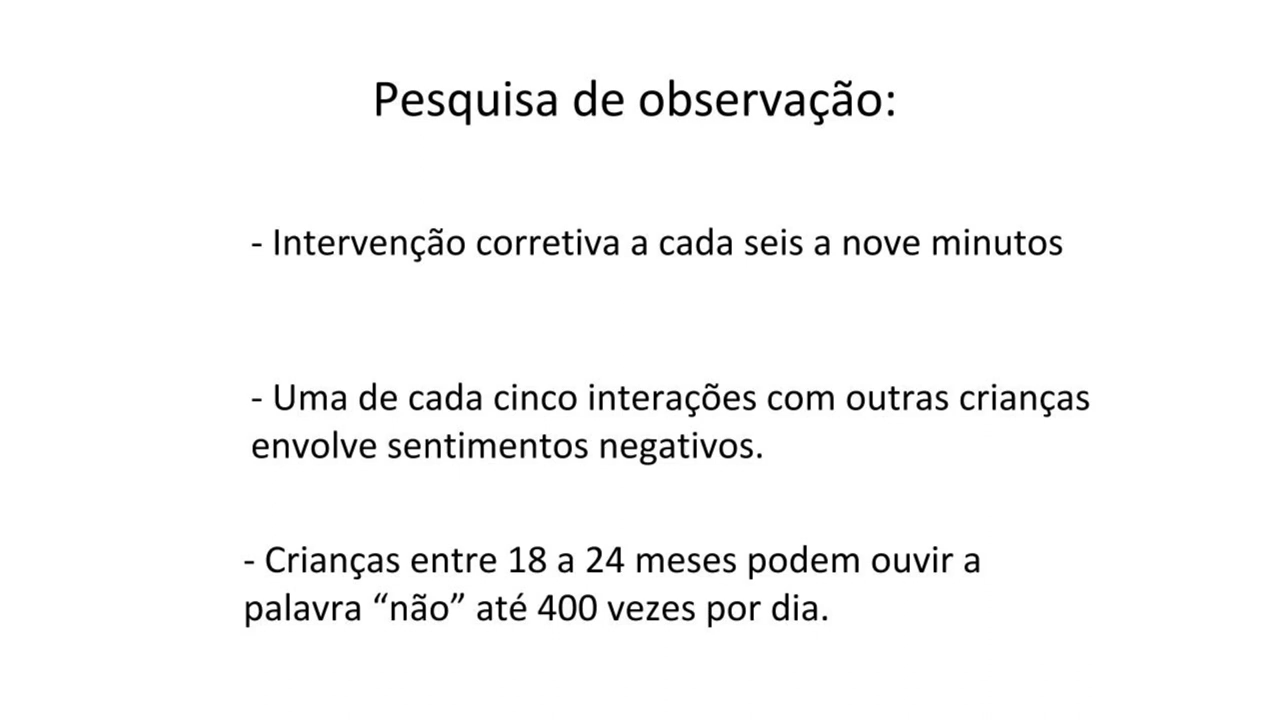 Pesquisa de observação:
- Intervenção corretiva a cada seis a nove minutos
- Uma de cada cinco interações com outras crianças
envolve sentimentos negativos.
- Crianças entre 18 a 24 meses podem ouvir a
palavra “não” até 400 vezes por dia.